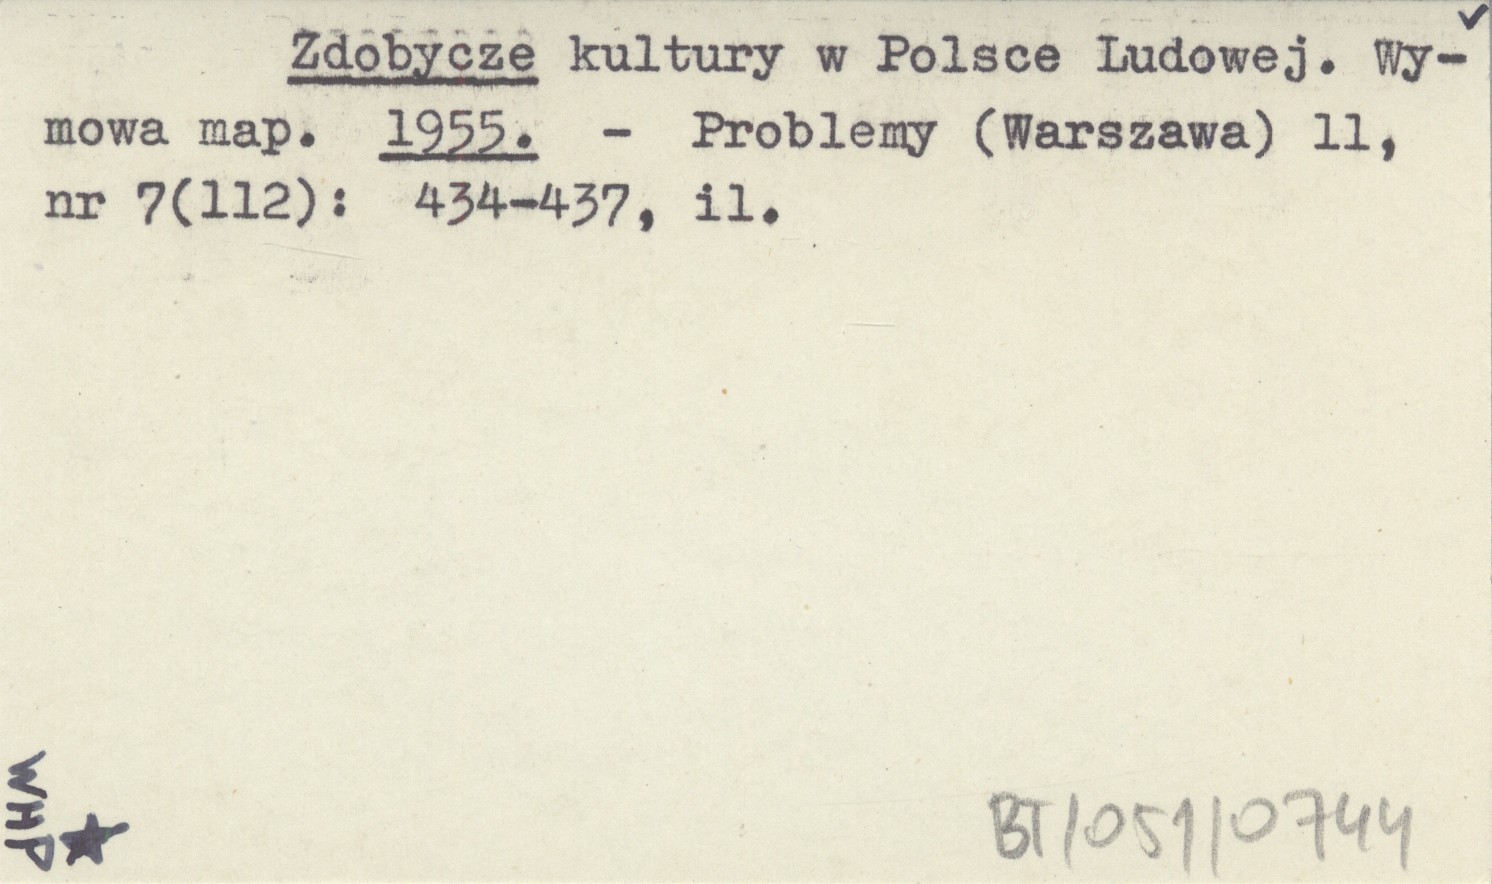 Zdobycze kultury w Polsce Ludowej. Wy-
mowa map. 1955. - Problemy (Warszawa) 11,
nr 7(112): 434-437, il.
WHP
BT/051/0744